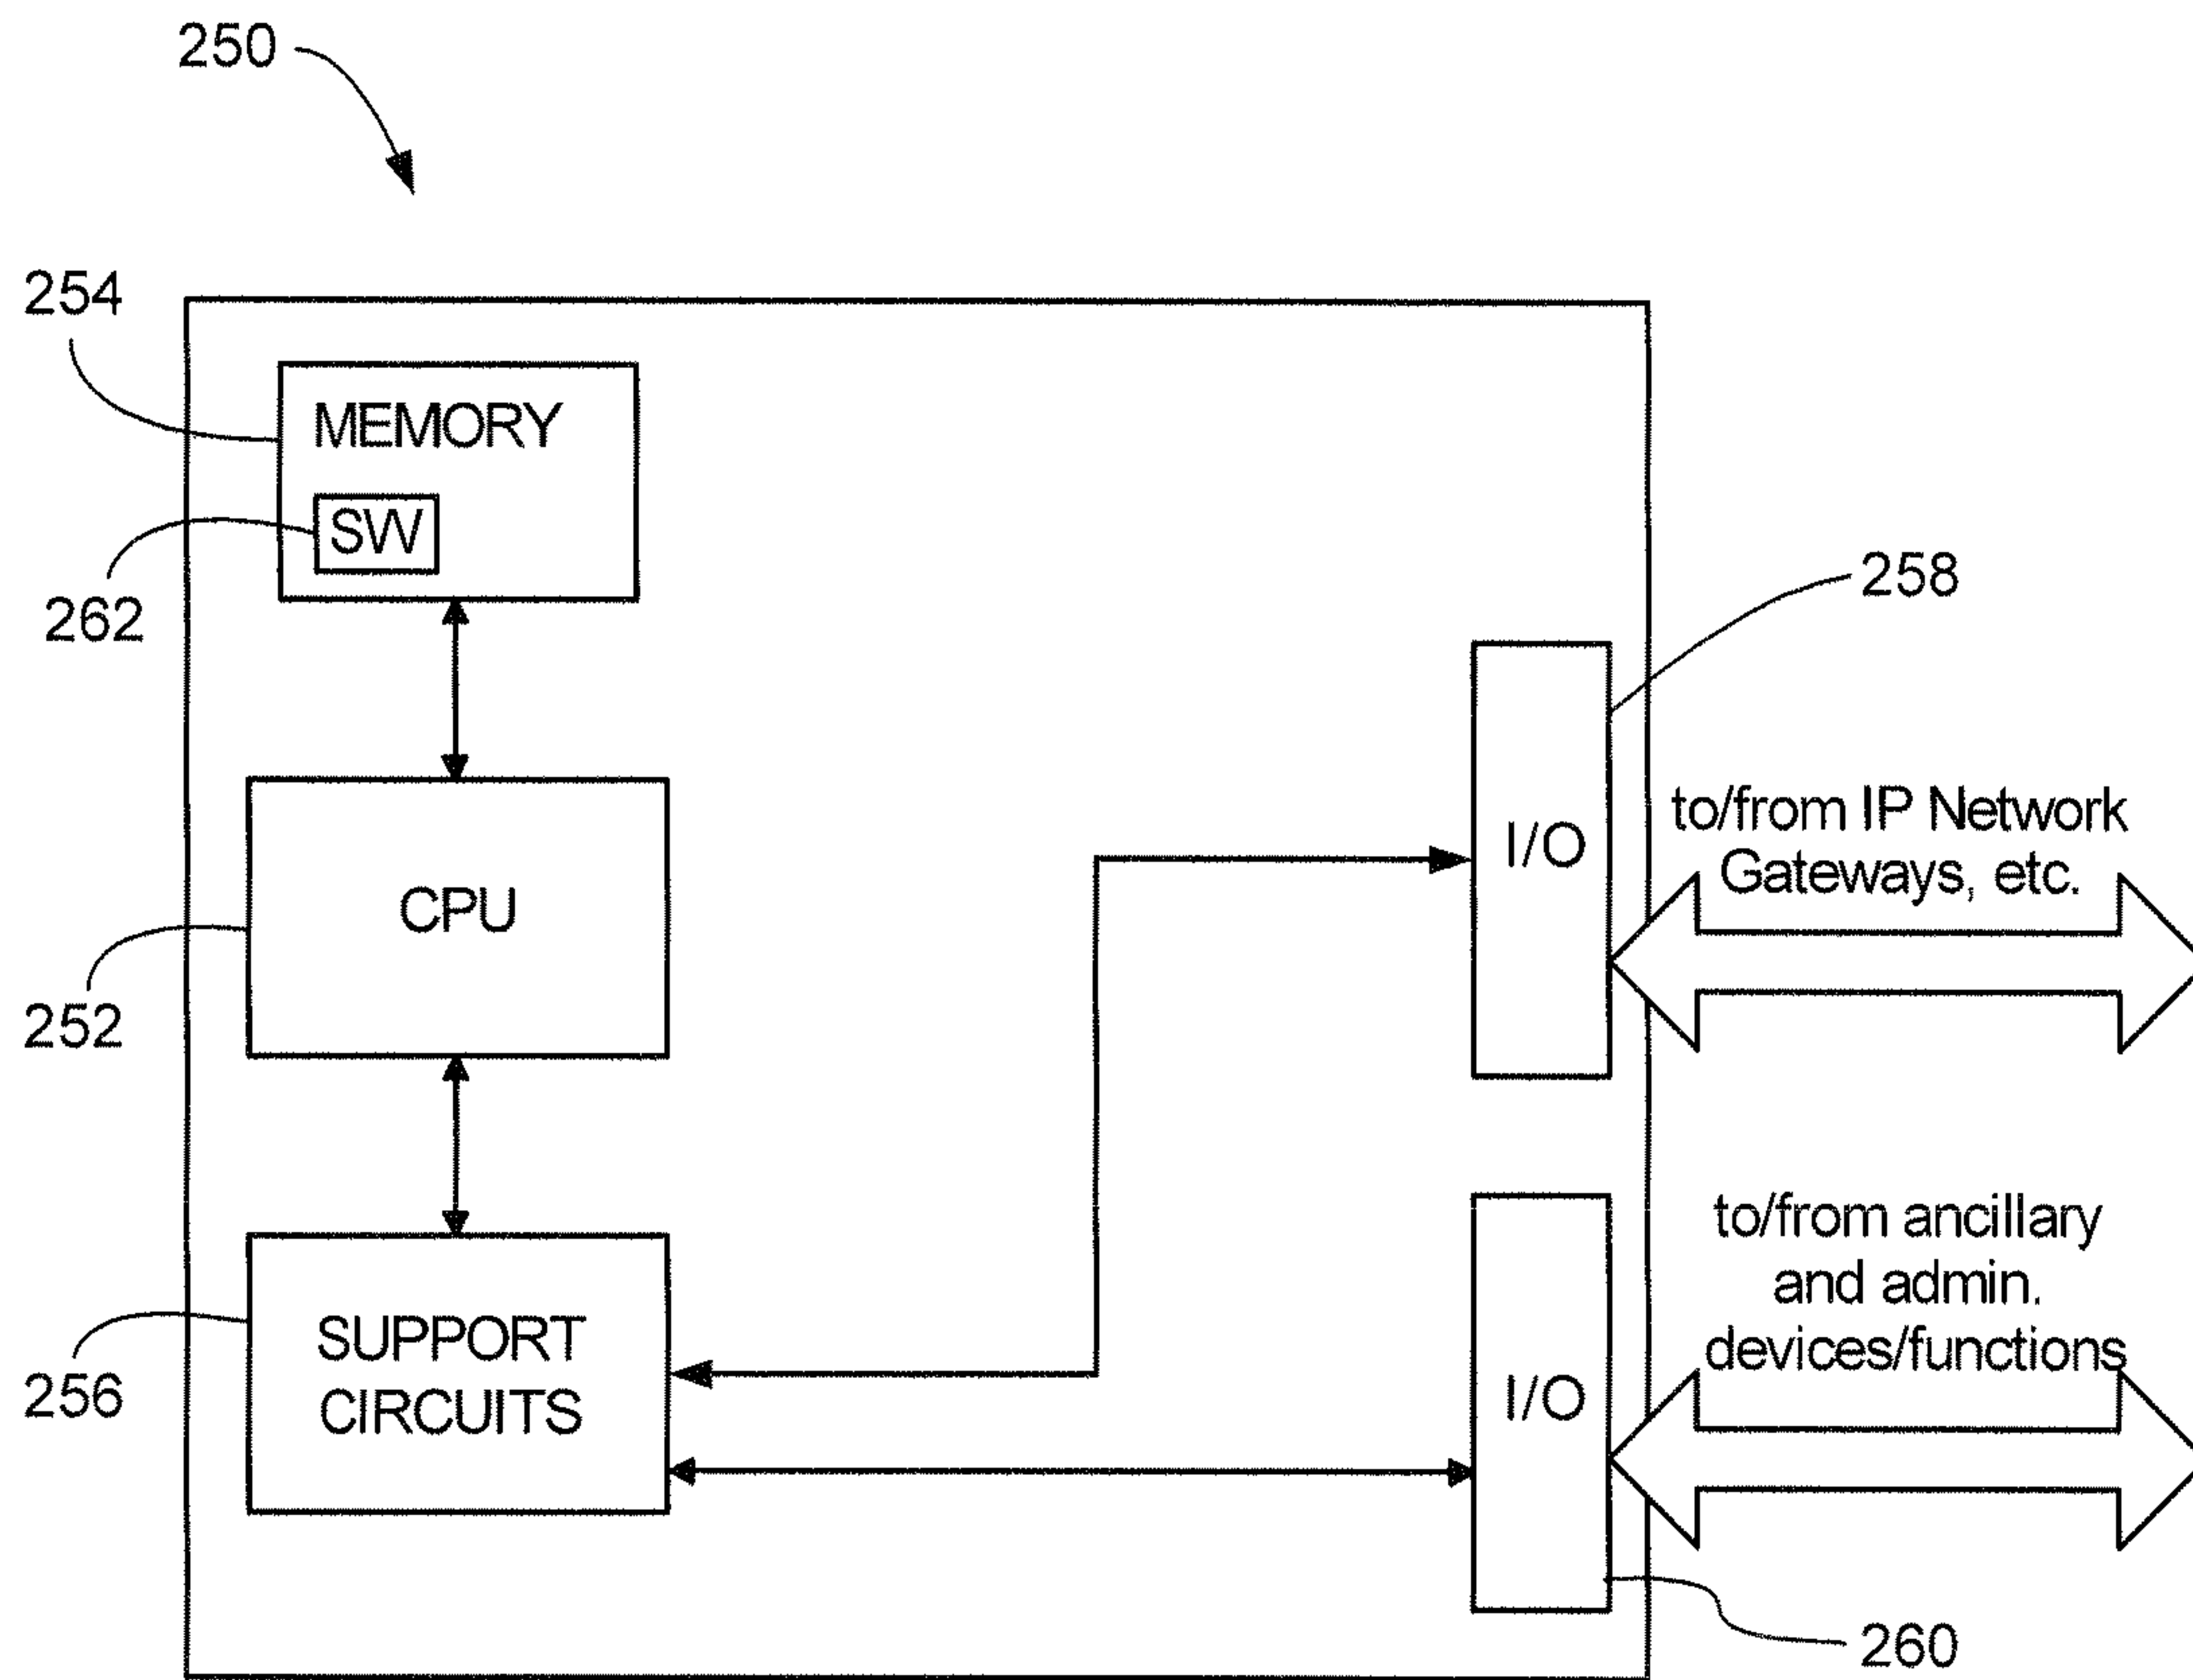 250
254
MEMORY
SW
262
258
I/O
to/from IP Network
Gateways, etc.
CPU
252
to/from ancillary
and admin.
devices/functions
SUPPORT
CIRCUITS
256
I/O
260